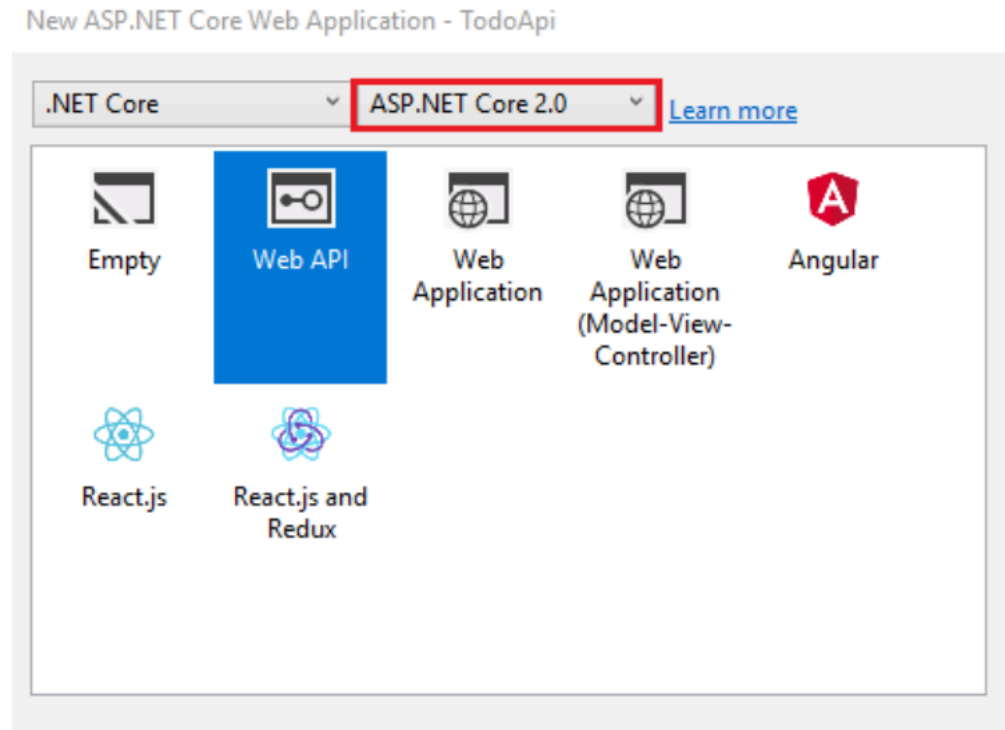 New ASP.NET Core Web Application - TodoApi
.NET Core
ASP.NET Core 2.0
Learn more
Empty
Web API
Web
Application
Web
Application
(Model-View-
Controller)
Angular
React.js
React.js and
Redux